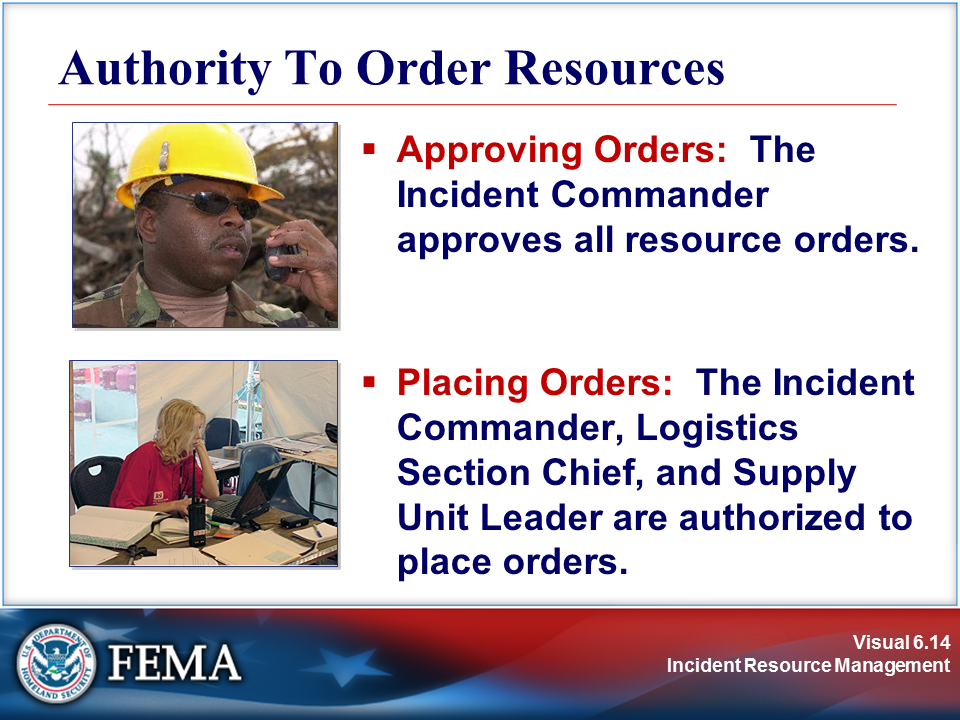 Authority To Order Resources
▪ Approving Orders: The
Incident Commander
approves all resource orders.
▪ Placing Orders: The Incident
Commander, Logistics
Section Chief, and Supply
Unit Leader are authorized to
place orders.
U.S. DEPARTMENT OF
HOMELAND SECURITY
FEMA
Visual 6.14
Incident Resource Management